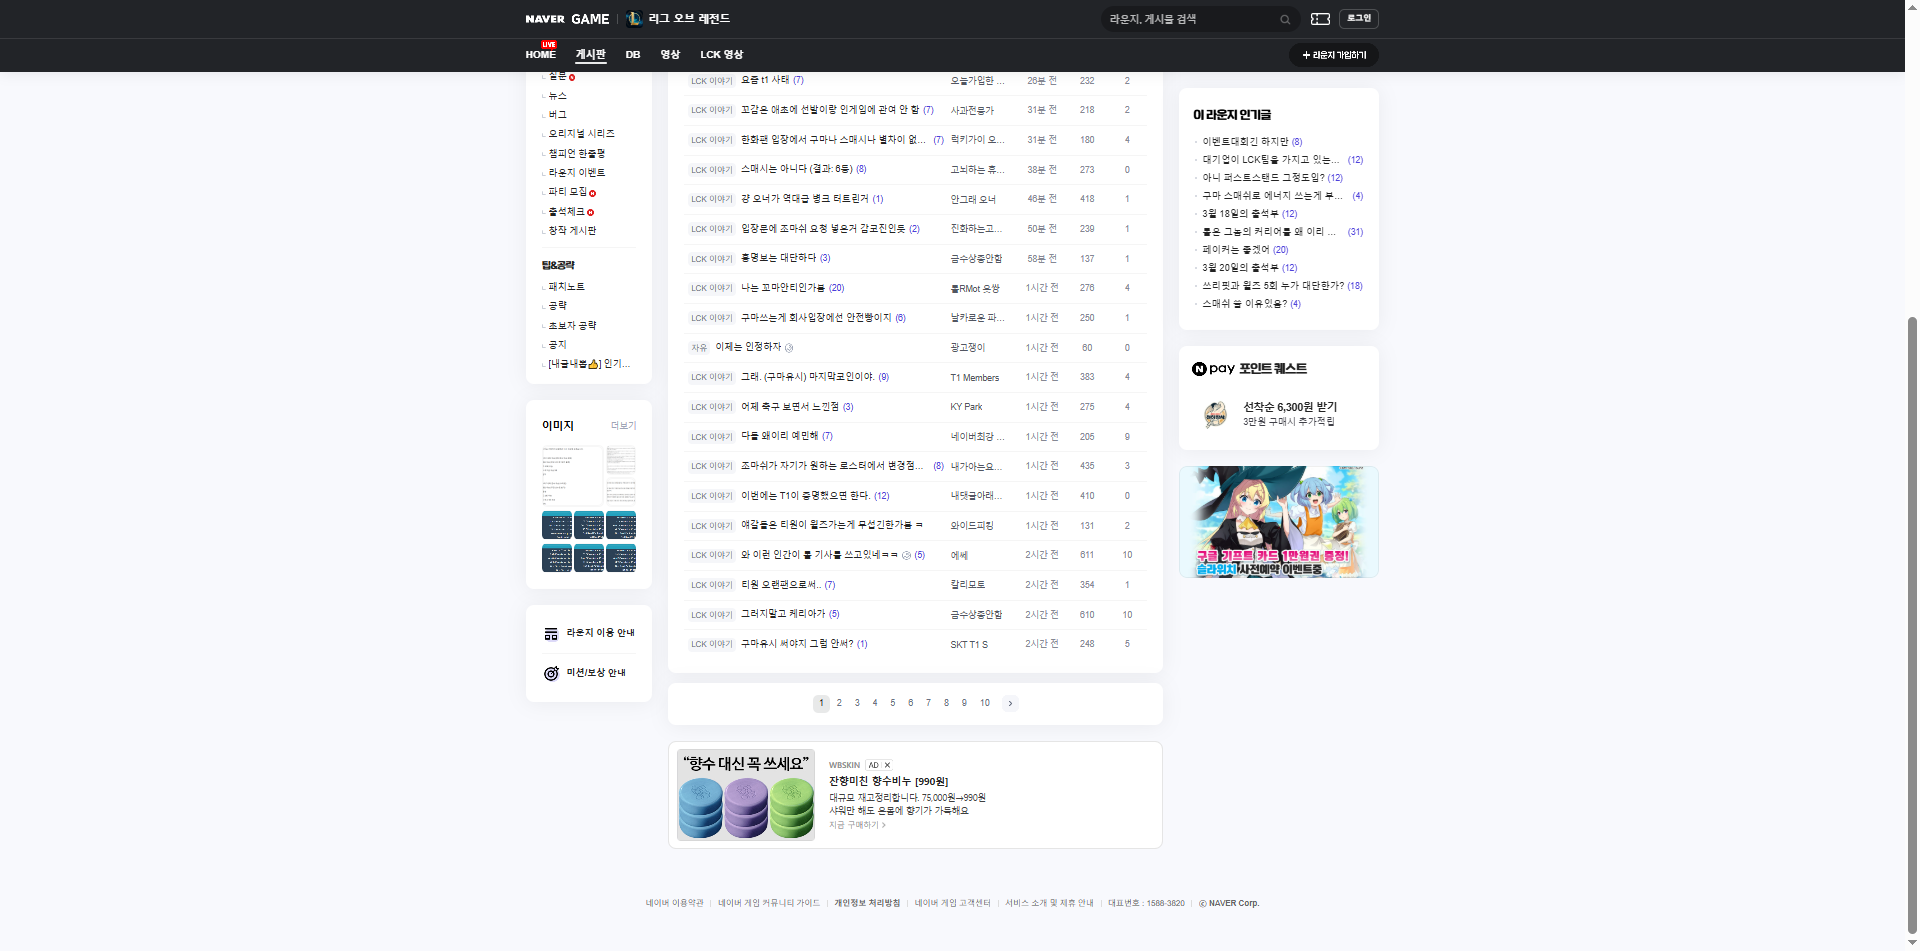 NAVER GAME 리그 오브 레전드
라운지, 게시물 검색
로그인
HOME LIVE 게시판 DB 영상 LCK 영상
+ 라운지 가입하기
질문
뉴스
버그
오리지널 시리즈
챔피언 한줄평
라운지 이벤트
파티 모집
출석체크
창작 게시판
팁&공략
패치노트
공략
초보자 공략
공지
[내글내뽐👍] 인기...
이미지 더보기
라운지 이용 안내
미션/보상 안내
LCK 이야기 요즘 t1 사태 (7) 오늘가입한 ... 26분 전 232 2
LCK 이야기 꼬감은 애초에 선발이랑 인게임에 관여 안 함 (7) 사과전문가 31분 전 218 2
LCK 이야기 한화팬 입장에서 구마나 스매시나 별차이 없... (7) 럭키가이 오... 31분 전 180 4
LCK 이야기 스매시는 아니다 (결과: 6동) (8) 고뇌하는 휴... 38분 전 273 0
LCK 이야기 걍 오너가 역대급 벵크 터트린거 (1) 안그래 오너 46분 전 418 1
LCK 이야기 입장문에 조마쉬 요청 넣은거 감코진인듯 (2) 진화하는고... 50분 전 239 1
LCK 이야기 홍명보는 대단하다 (3) 금수상중안함 58분 전 137 1
LCK 이야기 나는 꼬마안티인가봄 (20) 롤RMot 옷쌍 1시간 전 276 4
LCK 이야기 구마쓰는게 회사입장에선 안전빵이지 (6) 날카로운 파... 1시간 전 250 1
자유 이제는 인정하자 광고쟁이 1시간 전 60 0
LCK 이야기 그래. (구마유시) 마지막코인이야. (9) T1 Members 1시간 전 383 4
LCK 이야기 어제 축구 보면서 느낀점 (3) KY Park 1시간 전 275 4
LCK 이야기 다들 왜이리 예민해 (7) 네이버최강 ... 1시간 전 205 9
LCK 이야기 조마쉬가 자기가 원하는 로스터에서 변경점... (8) 내가아는요... 1시간 전 435 3
LCK 이야기 이번에는 T1이 증명했으면 한다. (12) 내댓글아래... 1시간 전 410 0
LCK 이야기 얘갈들은 티원이 월즈가는게 무섭긴한가봄 ㅋ 와이드피킹 1시간 전 131 2
LCK 이야기 와 이런 인간이 롤 기사를 쓰고있네ㅋㅋ (5) 에쎄 2시간 전 611 10
LCK 이야기 티원 오랜팬으로써.. (7) 칼리모토 2시간 전 354 1
LCK 이야기 그러지말고 케리아가 (5) 금수상중안함 2시간 전 610 10
LCK 이야기 구마유시 써야지 그럼 안써? (1) SKT T1 S 2시간 전 248 5
1 2 3 4 5 6 7 8 9 10 >
“향수 대신 꼭 쓰세요”
WBSKIN AD X
잔향미친 향수비누 [990원]
대규모 재고정리합니다. 75,000원→990원
샤워만 해도 온몸에 향기가 가득해요
지금 구매하기 >
이 라운지 인기글
이벤트대회긴 하지만 (8)
대기업이 LCK팀을 가지고 있는... (12)
아니 퍼스트스탠드 그정도임? (12)
구마 스매쉬로 에너지 쓰는게 부... (4)
3월 18일의 출석부 (12)
롤은 그놈의 커리어를 왜 이리 ... (31)
페이커는 좋겠어 (20)
3월 20일의 출석부 (12)
쓰리핏과 월즈 5회 누가 대단한가? (18)
스매쉬 쓸 이유있음? (4)
N pay 포인트 퀘스트
선착순 6,300원 받기
3만원 구매시 추가적립
구글 기프트 카드 1만원권 증정!
슬라위치 사전예약 이벤트중
네이버 이용약관 | 네이버 게임 커뮤니티 가이드 | 개인정보 처리방침 | 네이버 게임 고객센터 | 서비스 소개 및 제휴 안내 | 대표번호 : 1588-3820 | ⓒ NAVER Corp.